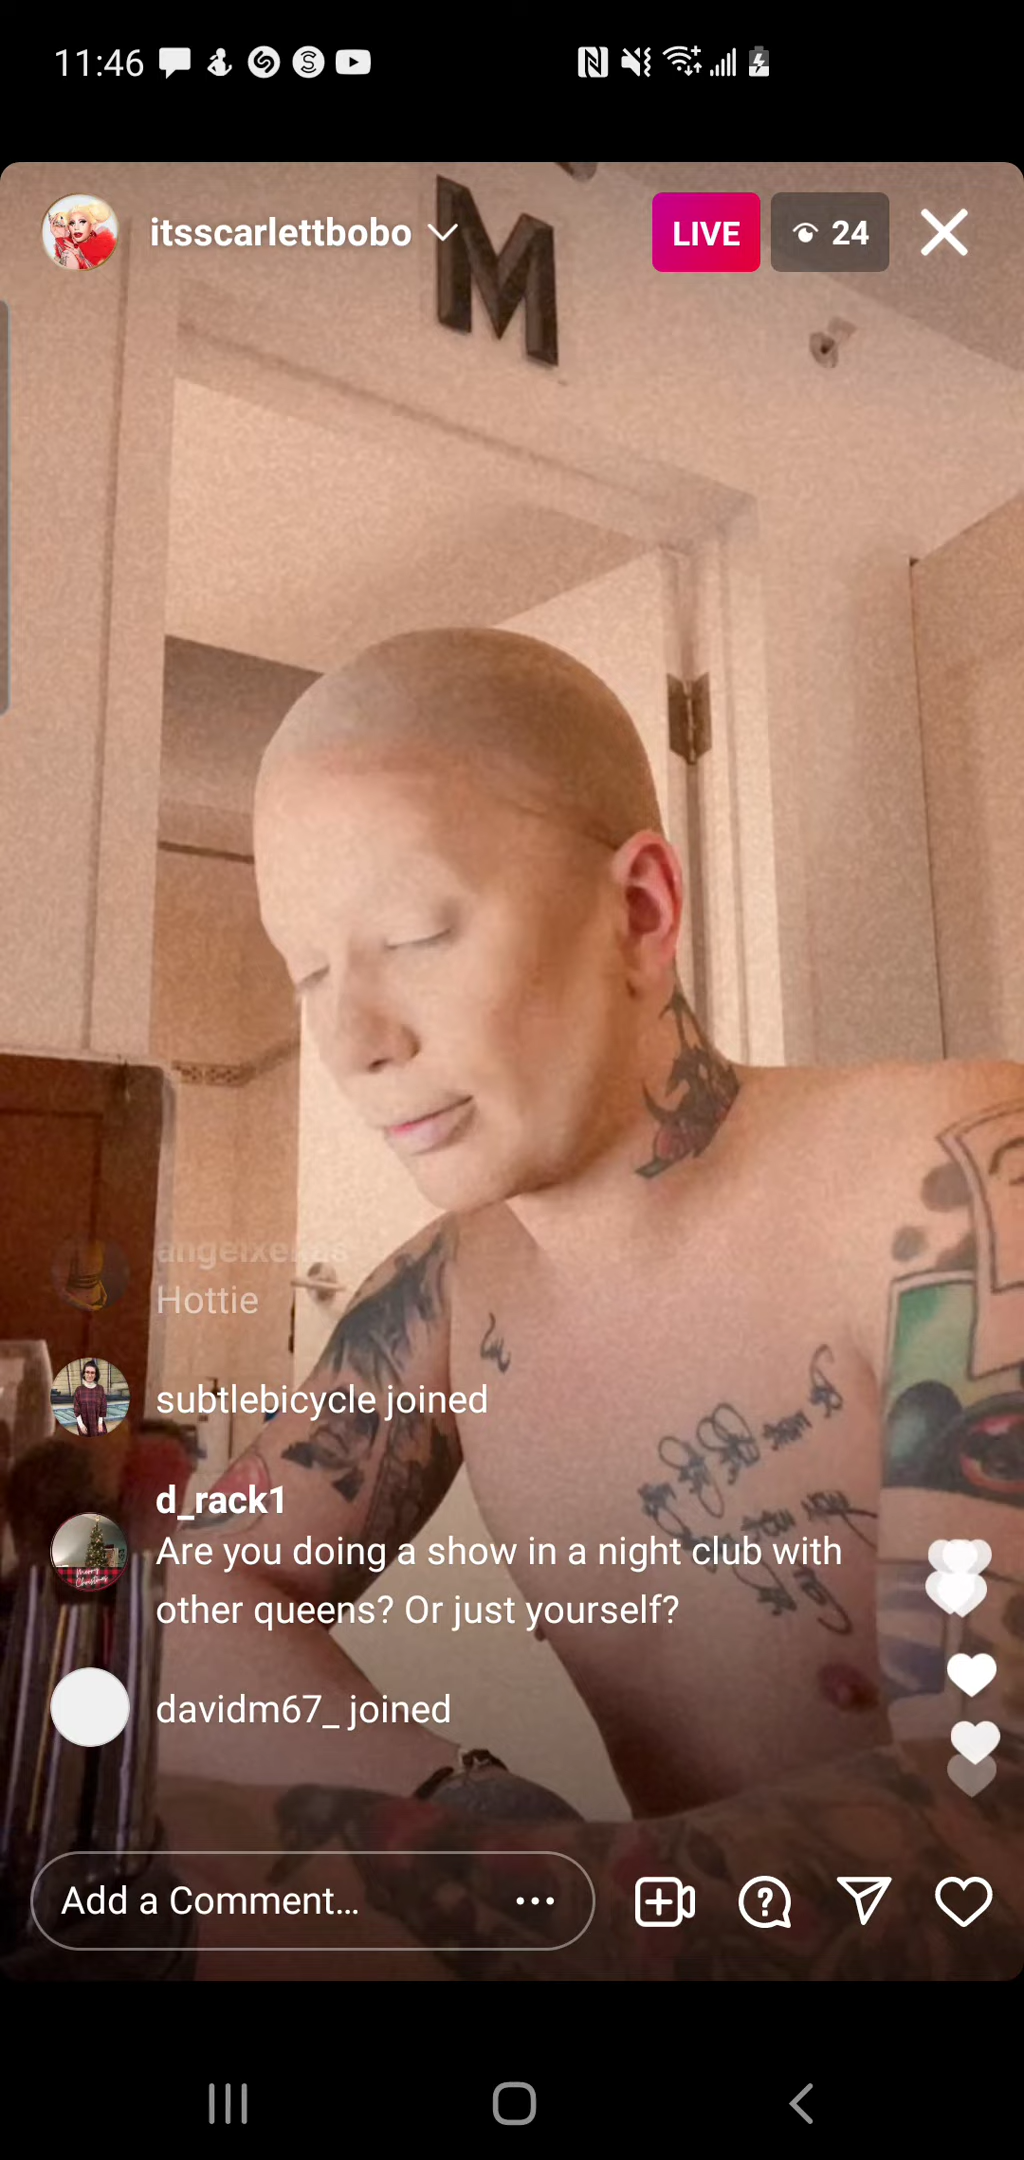 11:46
itsscarlettbobo
LIVE
24
M
Hottie
subtlebicycle joined
d_rack1
Are you doing a show in a night club with
other queens? Or just yourself?
davidm67_ joined
Add a Comment...